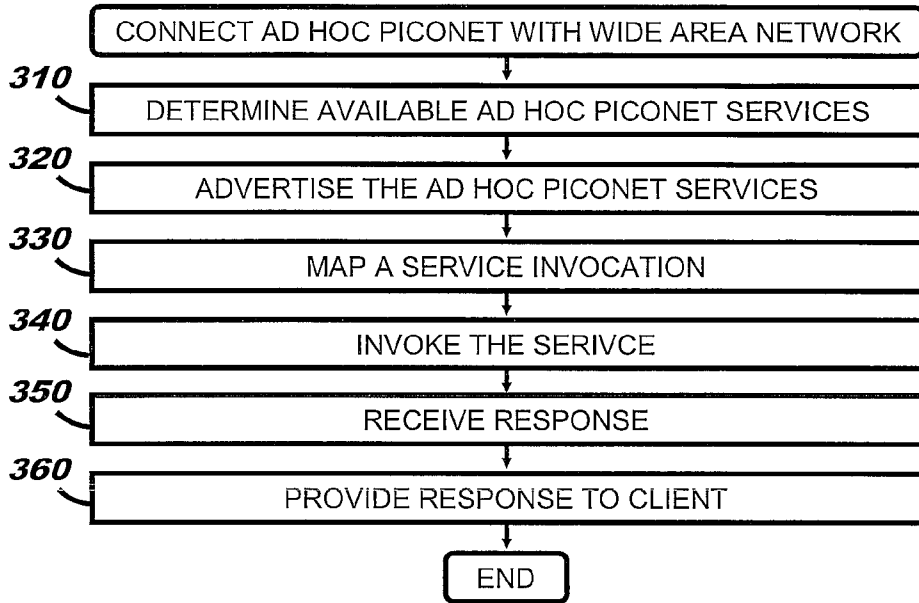 CONNECT AD HOC PICONET WITH WIDE AREA NETWORK
310
DETERMINE AVAILABLE AD HOC PICONET SERVICES
320
ADVERTISE THE AD HOC PICONET SERVICES
330
MAP A SERVICE INVOCATION
340
INVOKE THE SERIVCE
350
RECEIVE RESPONSE
360
PROVIDE RESPONSE TO CLIENT
END